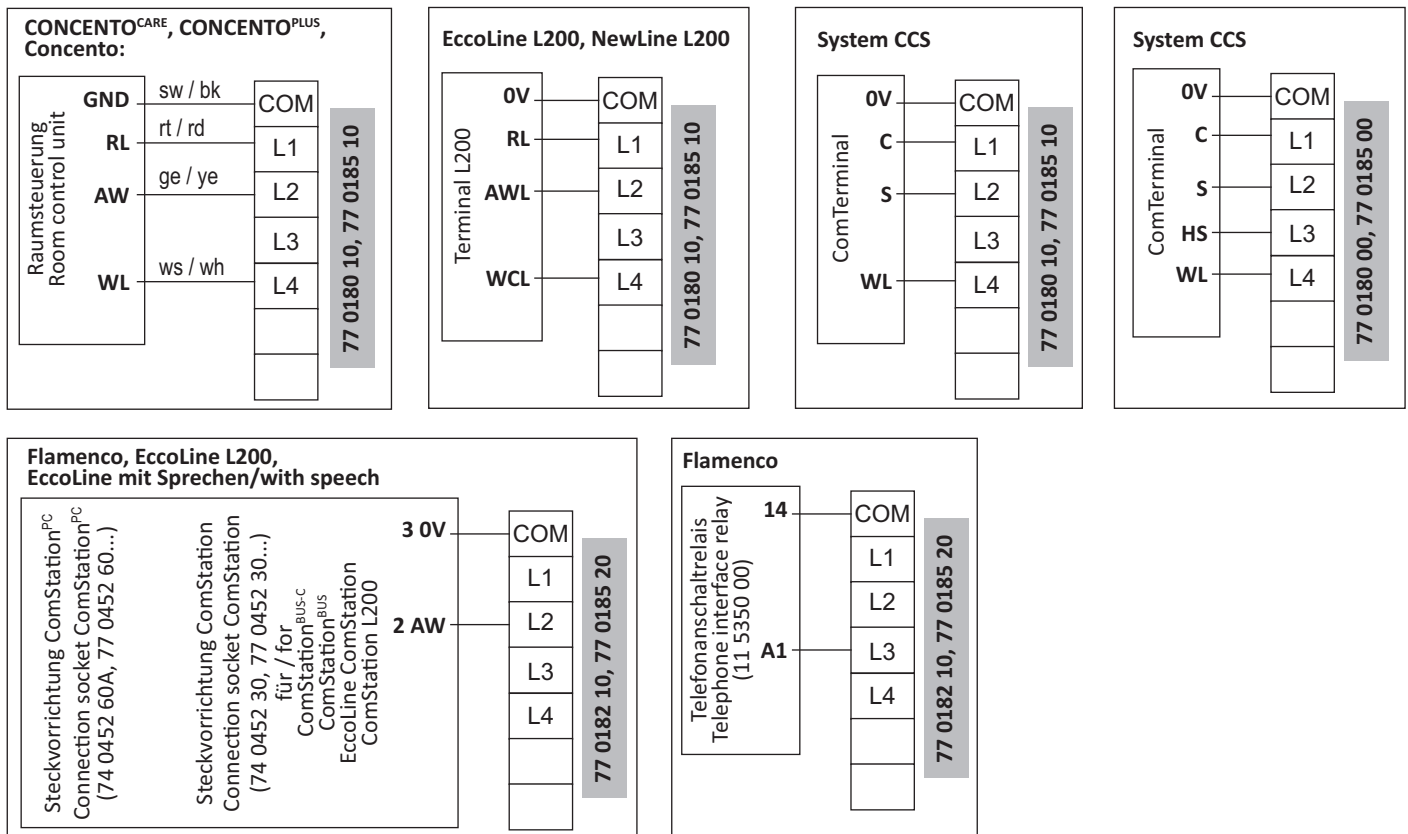 CONCENTOCARE, CONCENTOPLUS,
Concento:
Raumsteuerung
Room control unit
GND
sw / bk
COM
RL
rt / rd
L1
AW
ge / ye
L2
L3
WL
ws / wh
L4
77 0180 10, 77 0185 10
EccoLine L200, NewLine L200
Terminal L200
0V
COM
RL
L1
AWL
L2
L3
WCL
L4
77 0180 10, 77 0185 10
System CCS
ComTerminal
0V
COM
C
L1
S
L2
L3
WL
L4
77 0180 10, 77 0185 10
System CCS
ComTerminal
0V
COM
C
L1
S
L2
HS
L3
WL
L4
77 0180 00, 77 0185 00
Flamenco, EccoLine L200,
EccoLine mit Sprechen/with speech
Steckvorrichtung ComStationPC
Connection socket ComStationPC
(74 0452 60A, 77 0452 60...)
Steckvorrichtung ComStation
Connection socket ComStation
(74 0452 30, 77 0452 30...)
für / for
ComStationBUS-C
ComStationBUS
EccoLine ComStation
ComStation L200
3 0V
COM
L1
2 AW
L2
L3
L4
77 0182 10, 77 0185 20
Flamenco
Telefonanschaltrelais
Telephone interface relay
(11 5350 00)
14
COM
L1
L2
A1
L3
L4
77 0182 10, 77 0185 20